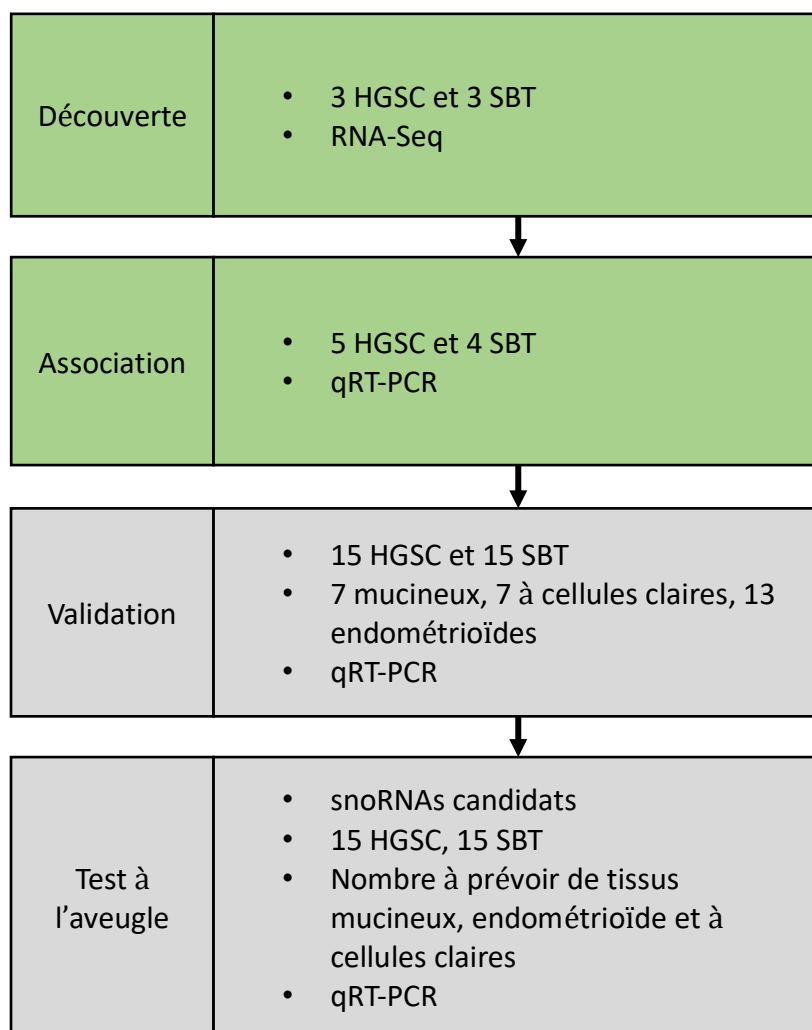 Découverte
• 3 HGSC et 3 SBT
• RNA-Seq
Association
• 5 HGSC et 4 SBT
• qRT-PCR
Validation
• 15 HGSC et 15 SBT
• 7 mucineux, 7 à cellules claires, 13
endométrioïdes
• qRT-PCR
Test à
l’aveugle
• snoRNAs candidats
• 15 HGSC, 15 SBT
• Nombre à prévoir de tissus
mucineux, endométrioïde et à
cellules claires
• qRT-PCR